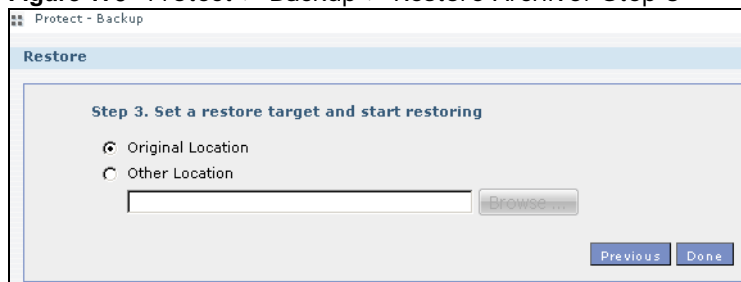 Protect - Backup
Restore
Step 3. Set a restore target and start restoring
Original Location
Other Location
Browse ...
Previous Done